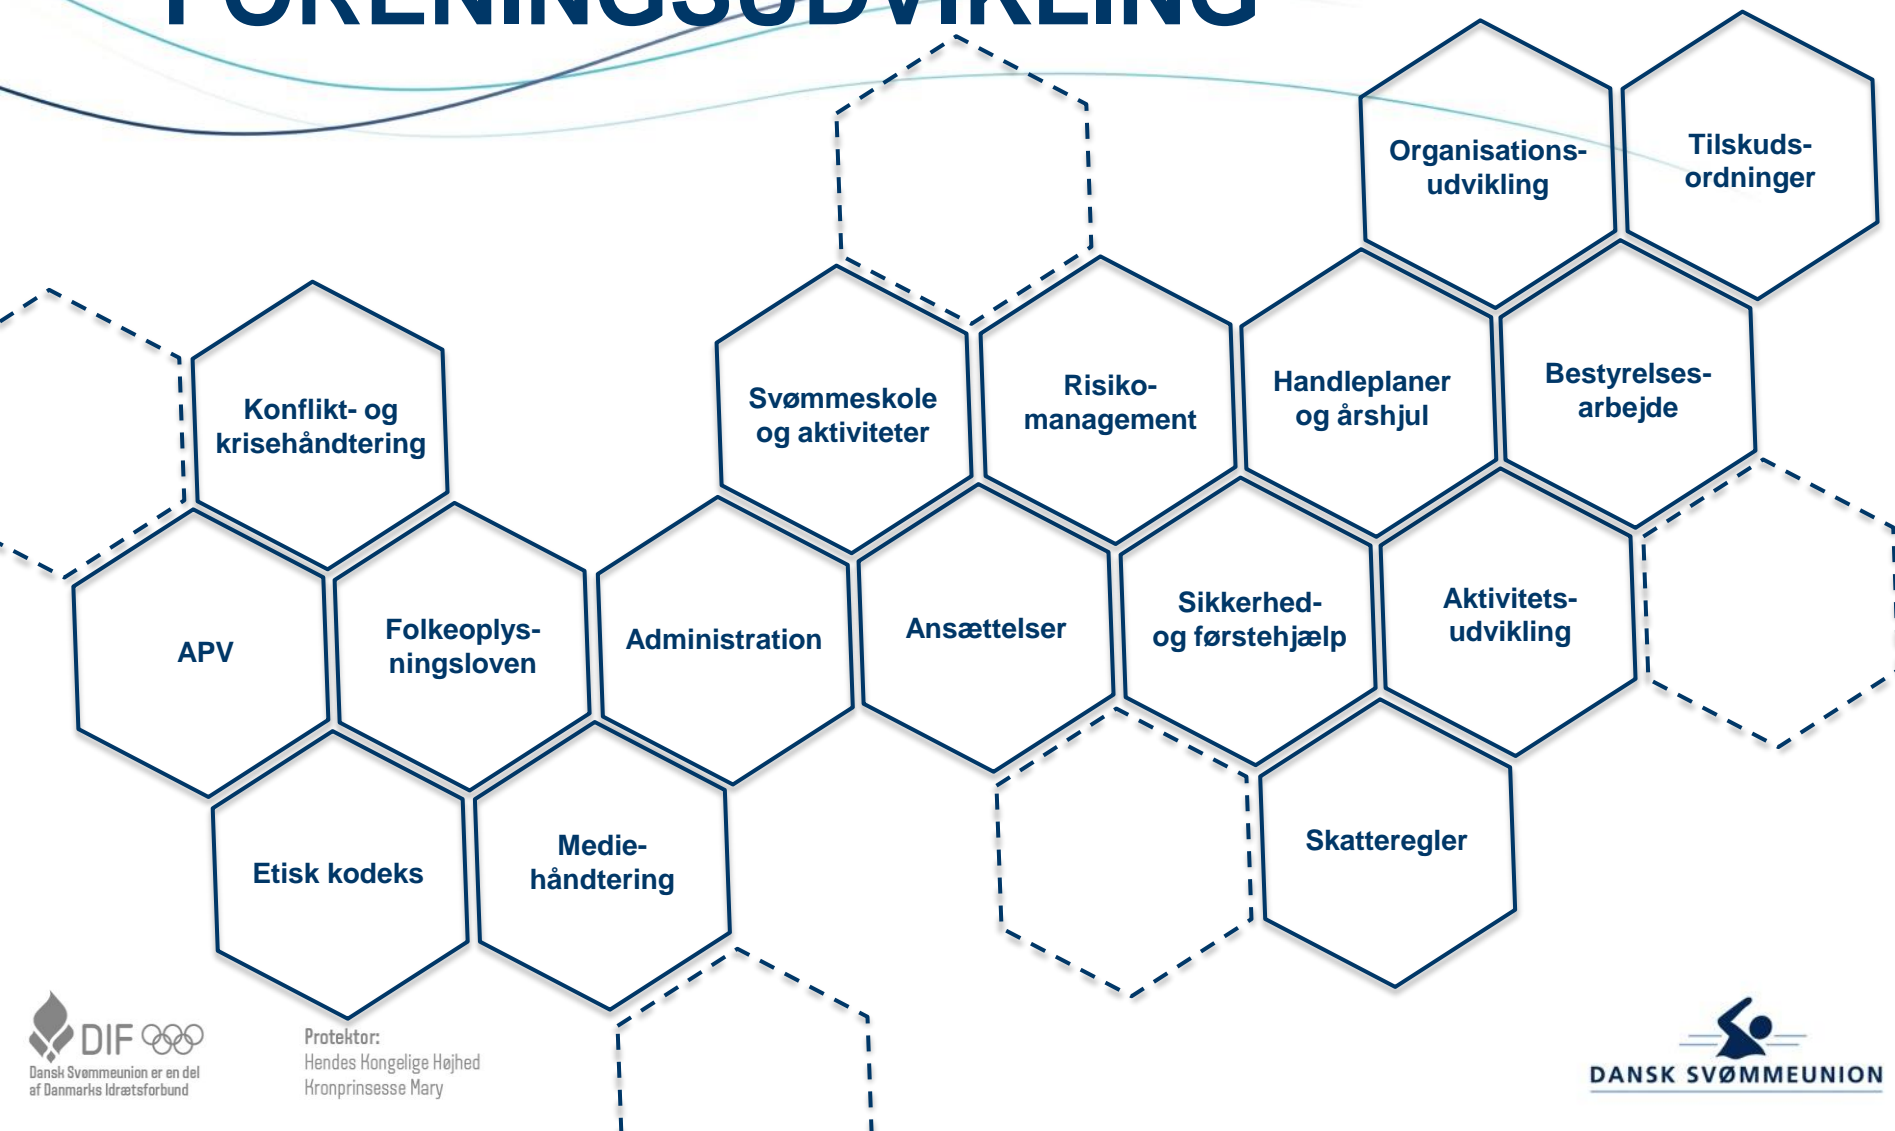 FORENINGSUDVIKLING
Organisations-
udvikling
Tilskuds-
ordninger
Konflikt- og
krisehåndtering
Svømmeskole
og aktiviteter
Risiko-
management
Handleplaner
og årshjul
Bestyrelses-
arbejde
APV
Folkeoplys-
ningsloven
Administration
Ansættelser
Sikkerhed-
og førstehjælp
Aktivitets-
udvikling
Etisk kodeks
Medie-
håndtering
Skatteregler
DIF
Dansk Svømmeunion er en del
af Danmarks Idrætsforbund
Protektor:
Hendes Kongelige Højhed
Kronprinsesse Mary
DANSK SVØMMEUNION